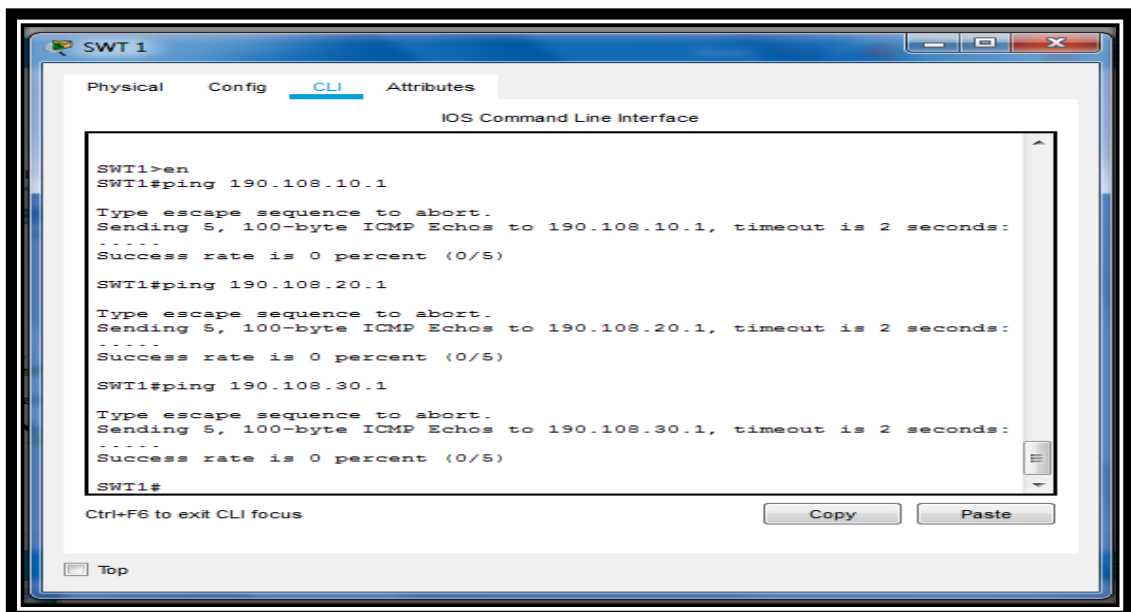 SWT 1
Physical Config CLI Attributes
IOS Command Line Interface
SWT1>en
SWT1#ping 190.108.10.1
Type escape sequence to abort.
Sending 5, 100-byte ICMP Echos to 190.108.10.1, timeout is 2 seconds:
.....
Success rate is 0 percent (0/5)
SWT1#ping 190.108.20.1
Type escape sequence to abort.
Sending 5, 100-byte ICMP Echos to 190.108.20.1, timeout is 2 seconds:
.....
Success rate is 0 percent (0/5)
SWT1#ping 190.108.30.1
Type escape sequence to abort.
Sending 5, 100-byte ICMP Echos to 190.108.30.1, timeout is 2 seconds:
.....
Success rate is 0 percent (0/5)
SWT1#
Ctrl+F6 to exit CLI focus
Copy Paste
Top